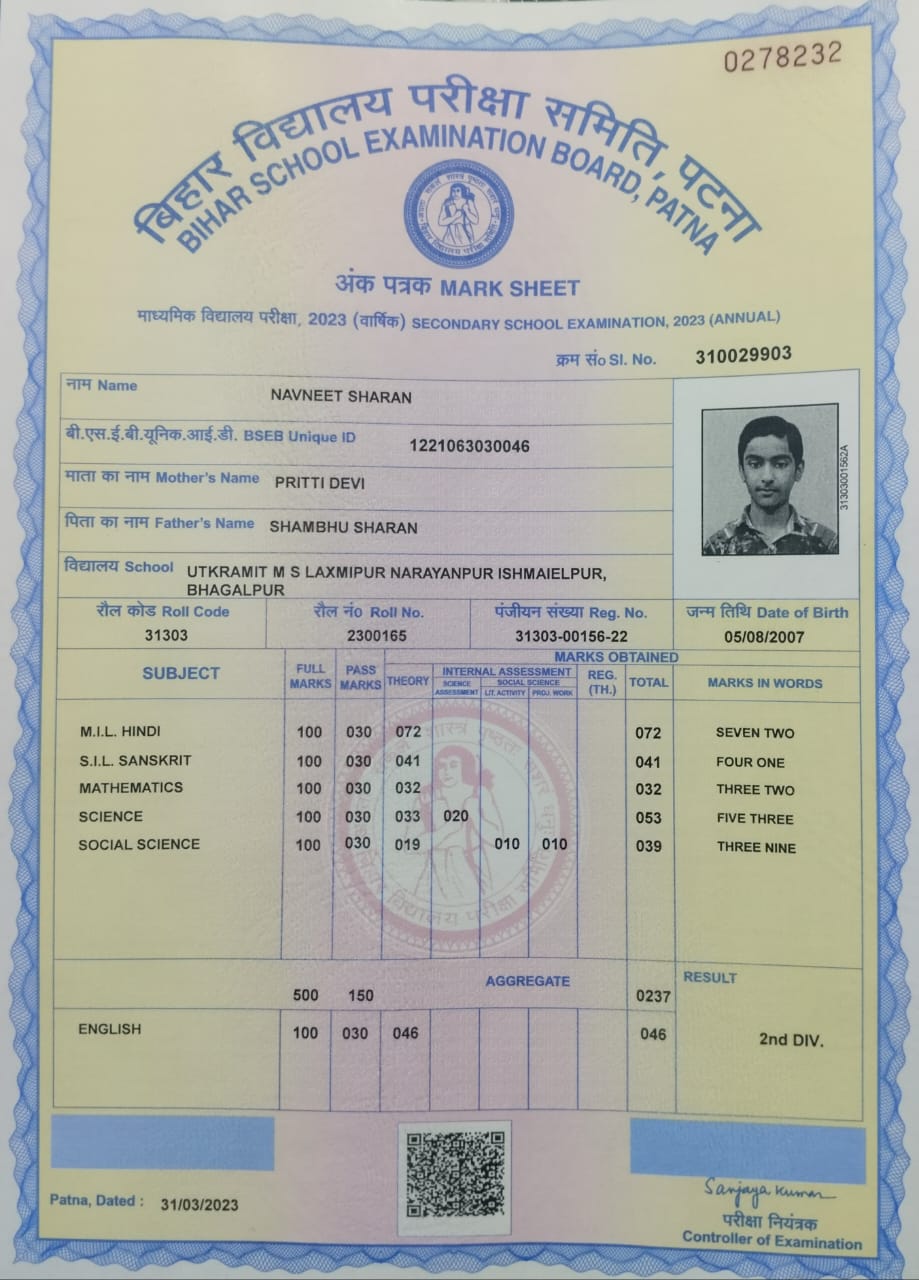 0278232
बिहार विद्यालय परीक्षा समिति, पटना
BIHAR SCHOOL EXAMINATION BOARD, PATNA
अंक पत्रक MARK SHEET
माध्यमिक विद्यालय परीक्षा, 2023 (वार्षिक) SECONDARY SCHOOL EXAMINATION, 2023 (ANNUAL)
क्रम सं० Sl. No. 310029903
नाम Name NAVNEET SHARAN
बी.एस.ई.बी.यूनिक.आई.डी. BSEB Unique ID 1221063030046
माता का नाम Mother's Name PRITTI DEVI
पिता का नाम Father's Name SHAMBHU SHARAN
31303001562A
विद्यालय School UTKRAMIT M S LAXMIPUR NARAYANPUR ISHMAIELPUR,
BHAGALPUR
रौल कोड Roll Code रौल नं० Roll No. पंजीयन संख्या Reg. No. जन्म तिथि Date of Birth
31303 2300165 31303-00156-22 05/08/2007
MARKS OBTAINED
SUBJECT FULL MARKS PASS MARKS THEORY INTERNAL ASSESSMENT REG. (TH.) TOTAL MARKS IN WORDS
SCIENCE ASSESSMENT SOCIAL SCIENCE
LIT. ACTIVITY PROJ. WORK
M.I.L. HINDI 100 030 072 072 SEVEN TWO
S.I.L. SANSKRIT 100 030 041 041 FOUR ONE
MATHEMATICS 100 030 032 032 THREE TWO
SCIENCE 100 030 033 020 053 FIVE THREE
SOCIAL SCIENCE 100 030 019 010 010 039 THREE NINE
AGGREGATE RESULT
500 150 0237
ENGLISH 100 030 046 046 2nd DIV.
Patna, Dated : 31/03/2023
Sanjaya Kumar
परीक्षा नियंत्रक
Controller of Examination